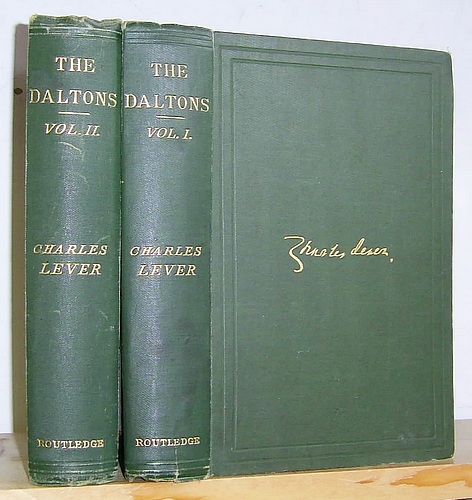 THE
DALTONS
VOL. II.
CHARLES
LEVER
ROUTLEDGE
THE
DALTONS
VOL. I.
CHARLES
LEVER
ROUTLEDGE
Charles Lever.